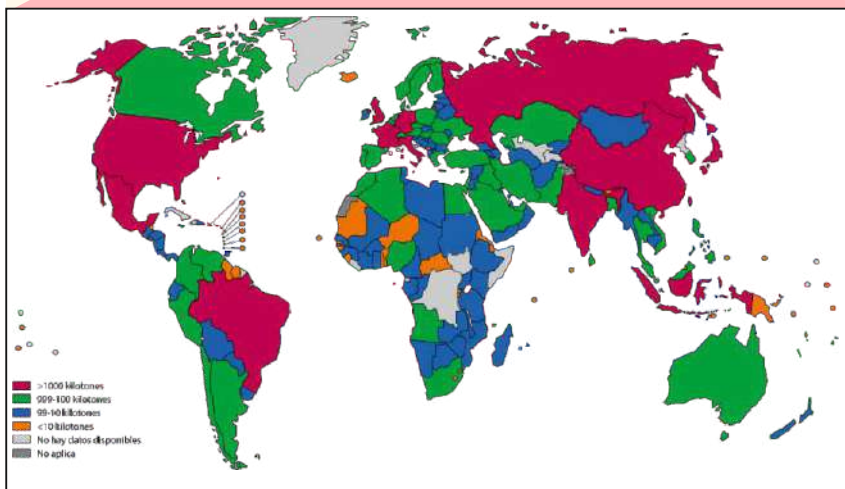 >1000 kilotones
999-100 kilotones
99-10 kilotones
<10 kilotones
No hay datos disponibles
No aplica